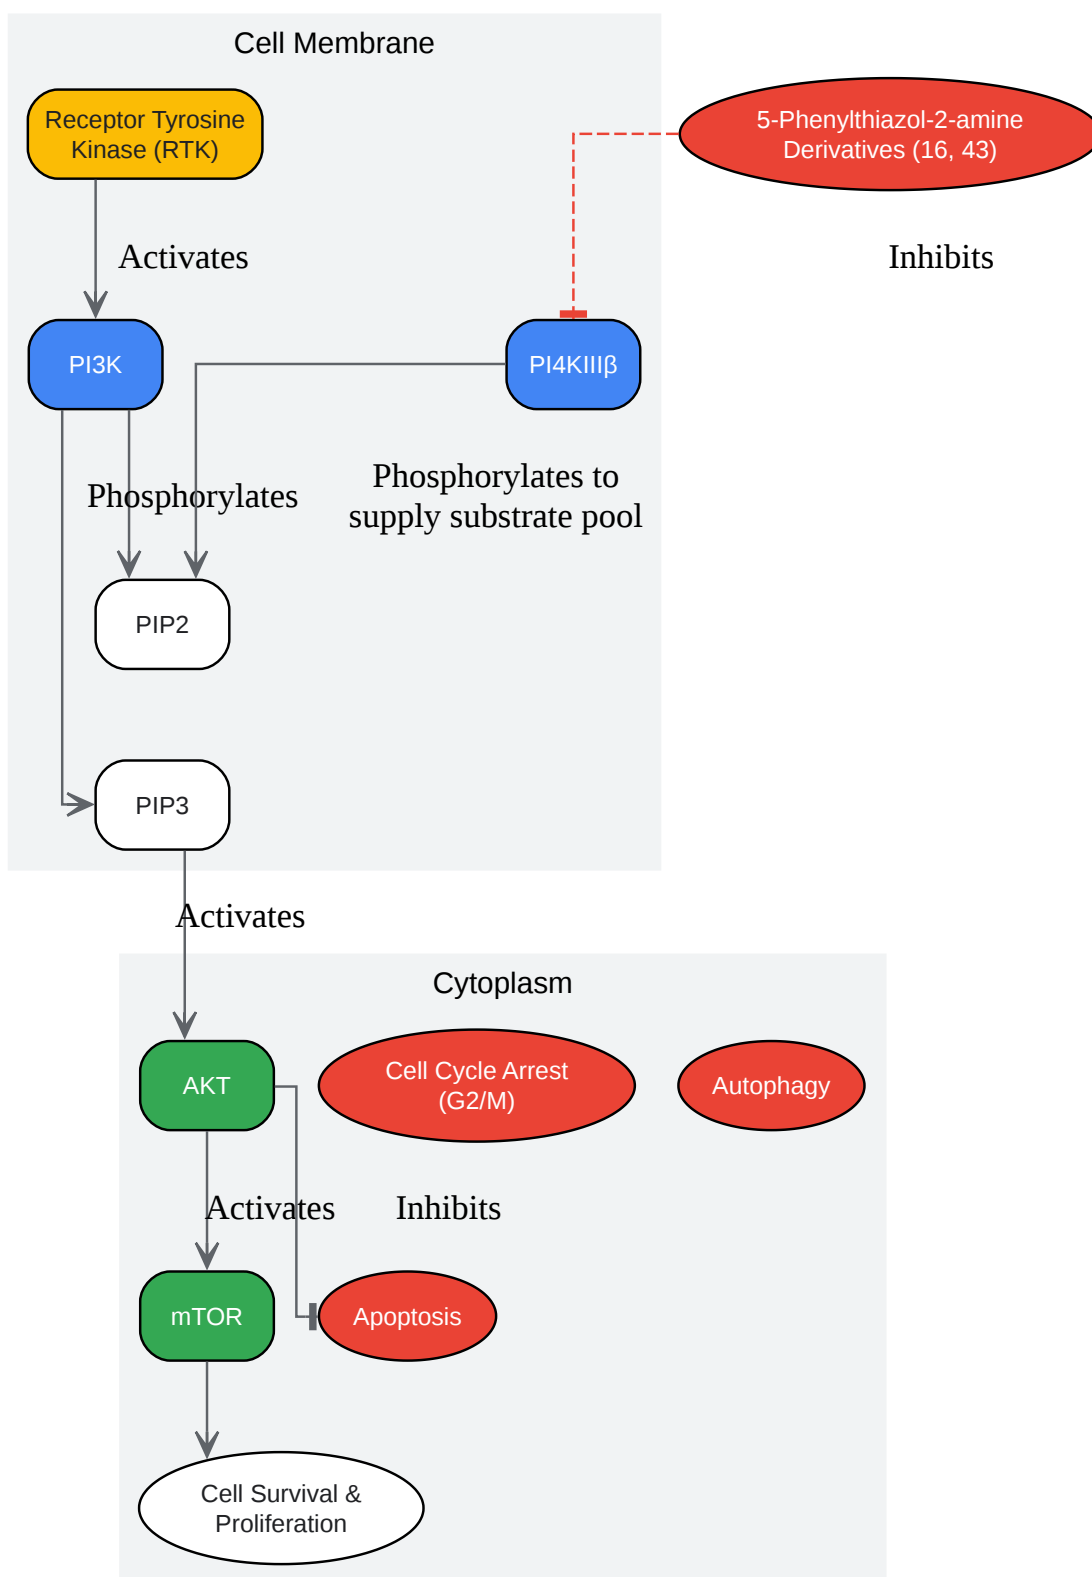 Cell Membrane
Receptor Tyrosine
Kinase (RTK)
5-Phenylthiazol-2-amine
Derivatives (16, 43)
Activates
Inhibits
PI3K
PI4KIIIβ
Phosphorylates
Phosphorylates to
supply substrate pool
PIP2
PIP3
Activates
Cytoplasm
AKT
Cell Cycle Arrest
(G2/M)
Autophagy
Activates
Inhibits
mTOR
Apoptosis
Cell Survival &
Proliferation